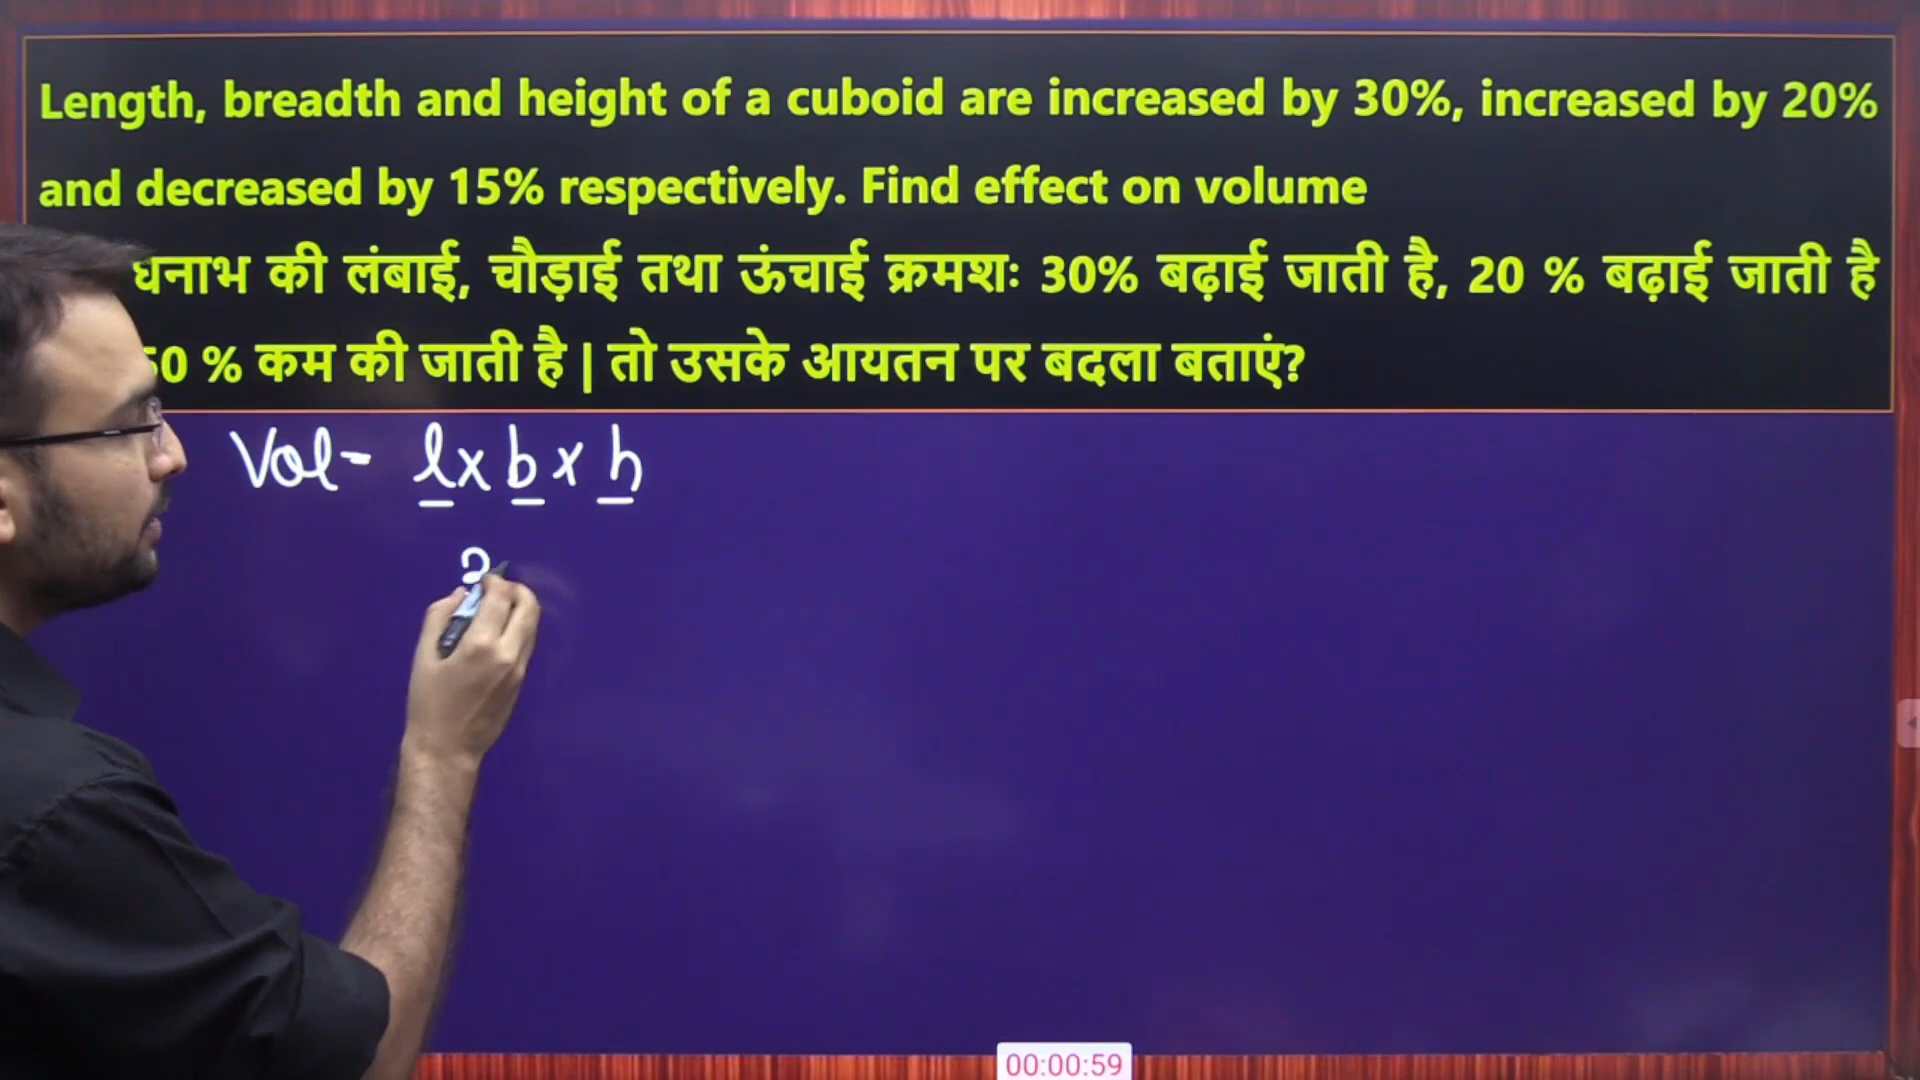 Length, breadth and height of a cuboid are increased by 30%, increased by 20%
and decreased by 15% respectively. Find effect on volume
घनाभ की लंबाई, चौड़ाई तथा ऊंचाई क्रमशः 30% बढ़ाई जाती है, 20 % बढ़ाई जाती है
% कम की जाती है | तो उसके आयतन पर बदला बताएं?
Vol- l x b x h
00:00:59